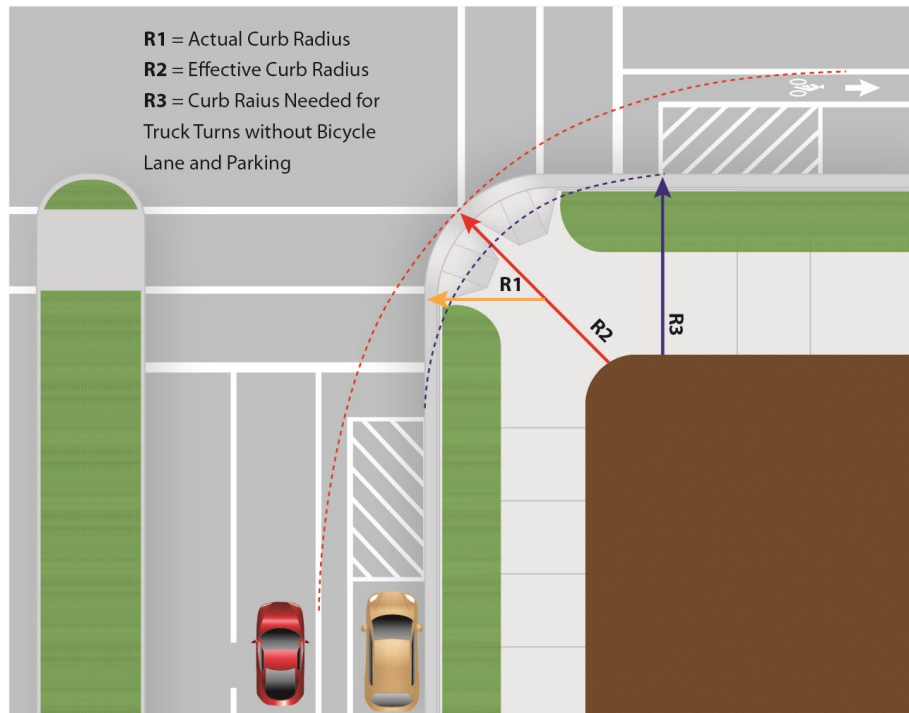 R1 = Actual Curb Radius
R2 = Effective Curb Radius
R3 = Curb Raius Needed for
Truck Turns without Bicycle
Lane and Parking
R1
R2
R3